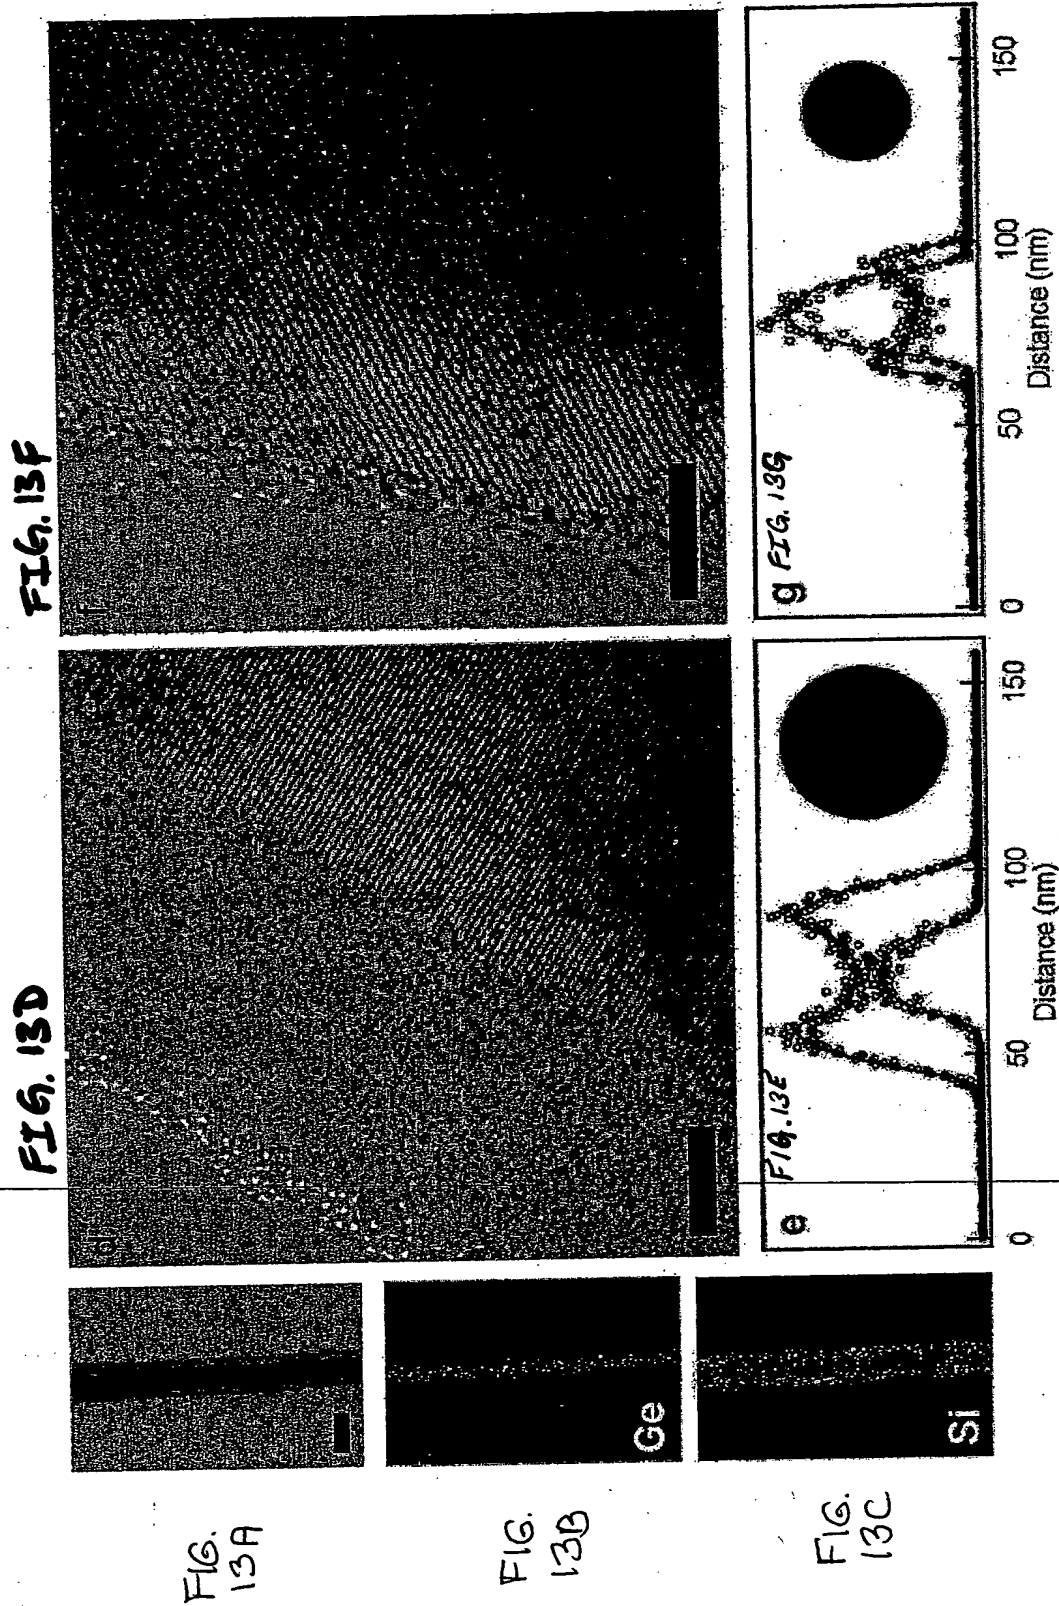 FIG. 13D
FIG. 13F
d
f
FIG.
13A
FIG.
13B
Ge
FIG.
13C
Si
e
FIG. 13E
0
50
100
150
Distance (nm)
g
FIG. 13G
0
50
100
150
Distance (nm)